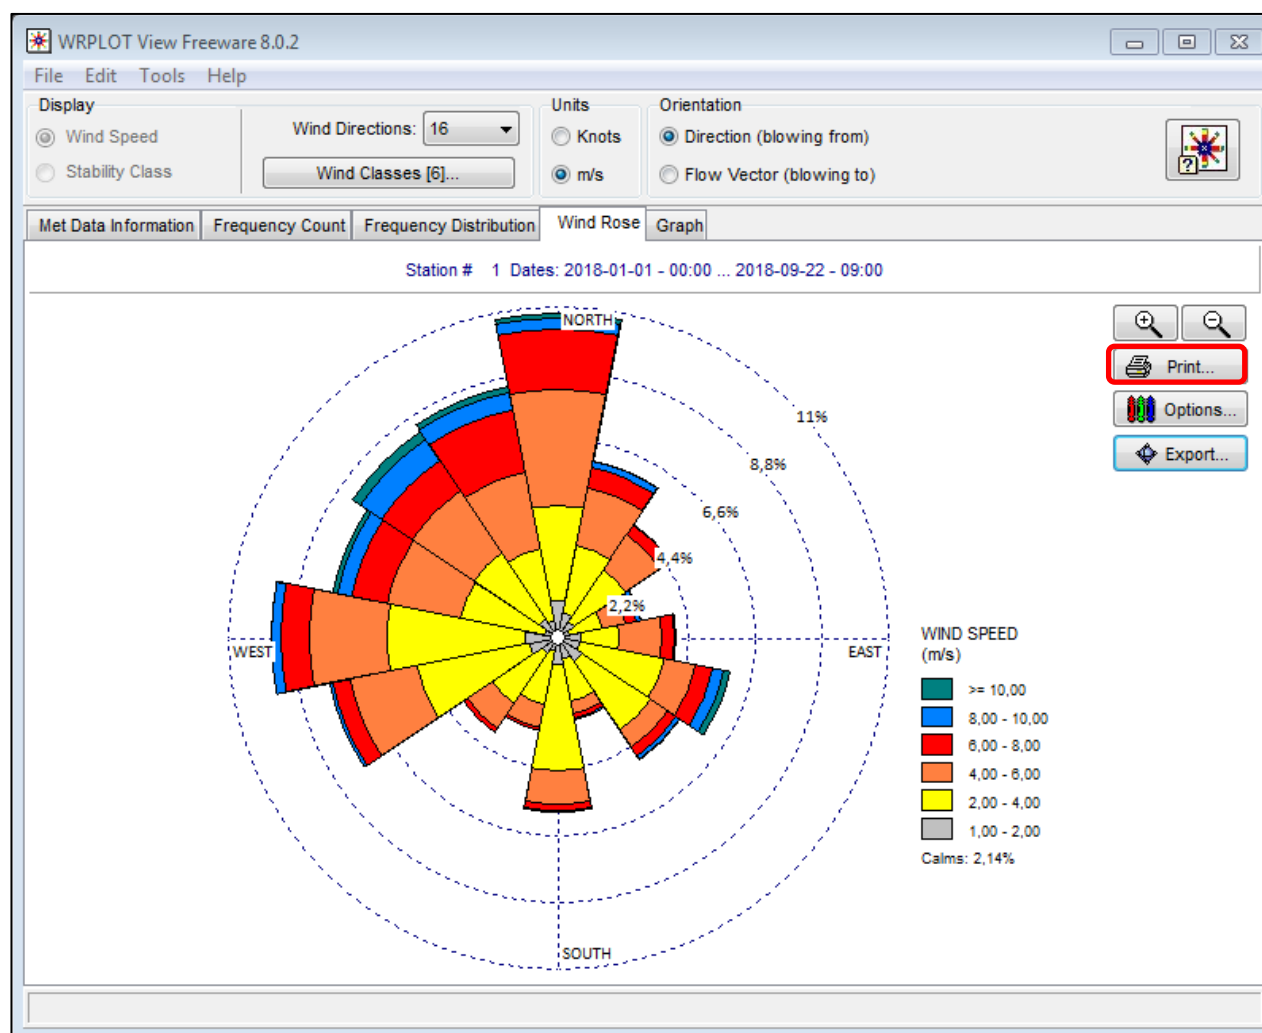 WRPLOT View Freeware 8.0.2
File Edit Tools Help
Display
Wind Speed
Stability Class
Wind Directions: 16
Wind Classes [6]...
Units
Knots
m/s
Orientation
Direction (blowing from)
Flow Vector (blowing to)
?
Met Data Information Frequency Count Frequency Distribution Wind Rose Graph
Station # 1 Dates: 2018-01-01 - 00:00 ... 2018-09-22 - 09:00
Print...
Options...
Export...
NORTH
11%
8,8%
6,6%
4,4%
2,2%
WEST
EAST
SOUTH
WIND SPEED
(m/s)
>= 10,00
8,00 - 10,00
6,00 - 8,00
4,00 - 6,00
2,00 - 4,00
1,00 - 2,00
Calms: 2,14%